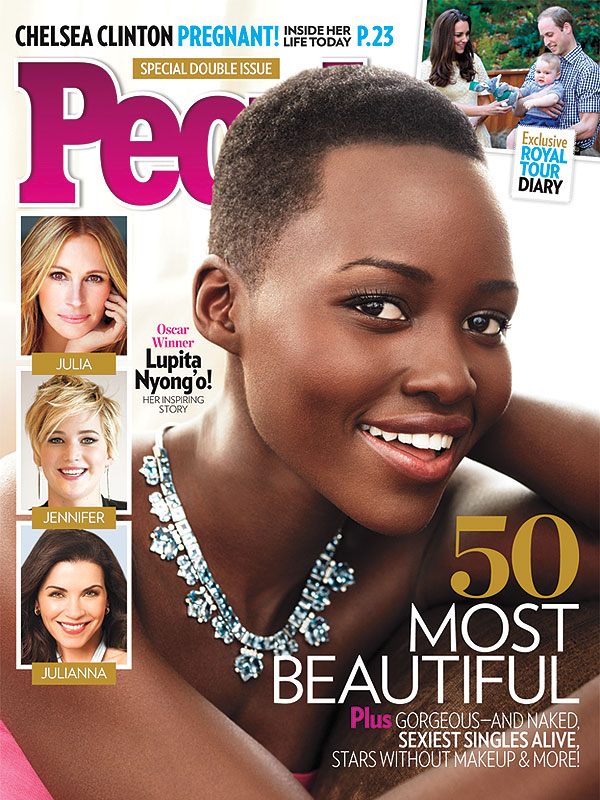 CHELSEA CLINTON PREGNANT! INSIDE HER LIFE TODAY P.23
SPECIAL DOUBLE ISSUE
People
Exclusive
ROYAL
TOUR
DIARY
JULIA
JENNIFER
JULIANNA
Oscar
Winner
Lupita
Nyong'o!
HER INSPIRING
STORY
50
MOST
BEAUTIFUL
Plus GORGEOUS—AND NAKED,
SEXIEST SINGLES ALIVE,
STARS WITHOUT MAKEUP & MORE!